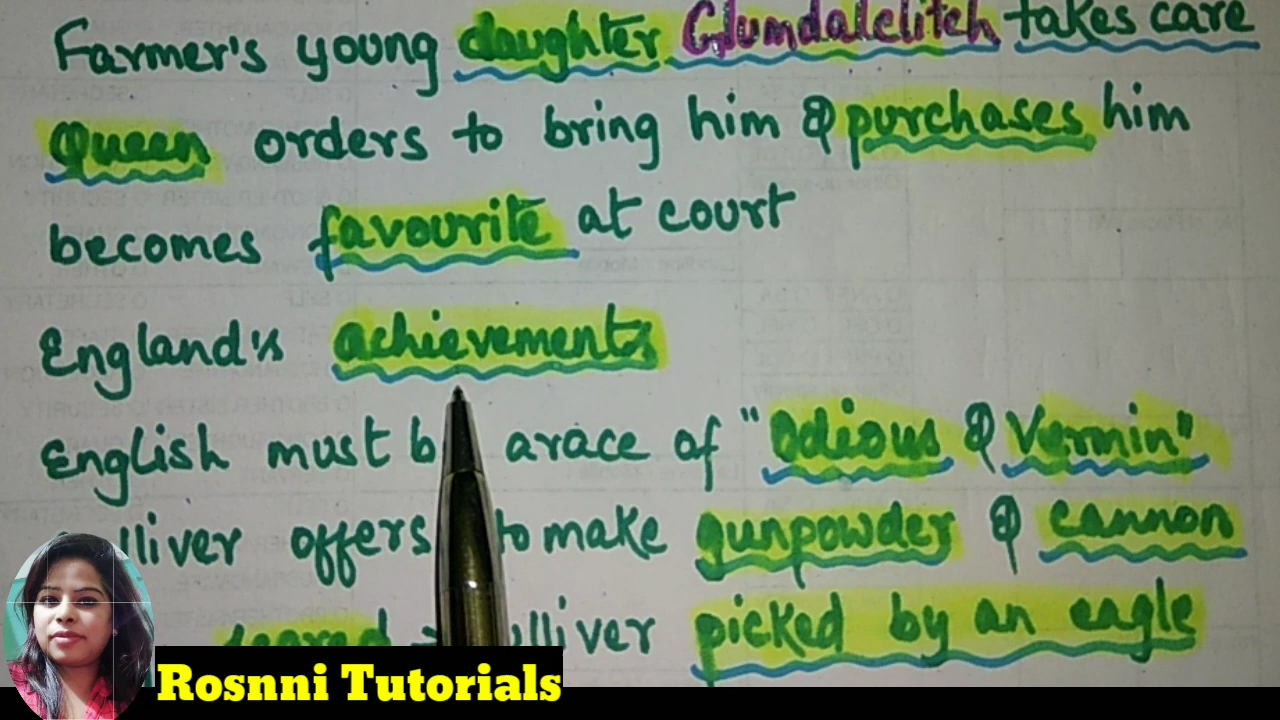 Farmer's young daughter Glumdalclitch takes care
Queen orders to bring him & purchases him
becomes favourite at court
England's achievements
English must b arace of "Odious & Vermin"
lliver offers to make gunpowder & cannon
lliver picked by an eagle
Rosnni Tutorials